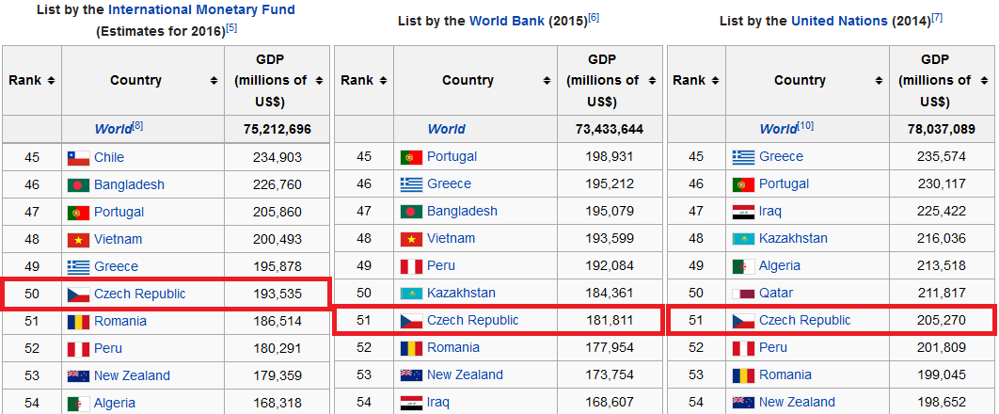 List by the International Monetary Fund
(Estimates for 2016)[5]
Rank Country GDP (millions of US$)
World[8] 75,212,696
45 Chile 234,903
46 Bangladesh 226,760
47 Portugal 205,860
48 Vietnam 200,493
49 Greece 195,878
50 Czech Republic 193,535
51 Romania 186,514
52 Peru 180,291
53 New Zealand 179,359
54 Algeria 168,318
List by the World Bank (2015)[6]
Rank Country GDP (millions of US$)
World 73,433,644
45 Portugal 198,931
46 Greece 195,212
47 Bangladesh 195,079
48 Vietnam 193,599
49 Peru 192,084
50 Kazakhstan 184,361
51 Czech Republic 181,811
52 Romania 177,954
53 New Zealand 173,754
54 Iraq 168,607
List by the United Nations (2014)[7]
Rank Country GDP (millions of US$)
World[10] 78,037,089
45 Greece 235,574
46 Portugal 230,117
47 Iraq 225,422
48 Kazakhstan 216,036
49 Algeria 213,518
50 Qatar 211,817
51 Czech Republic 205,270
52 Peru 201,809
53 Romania 199,045
54 New Zealand 198,652